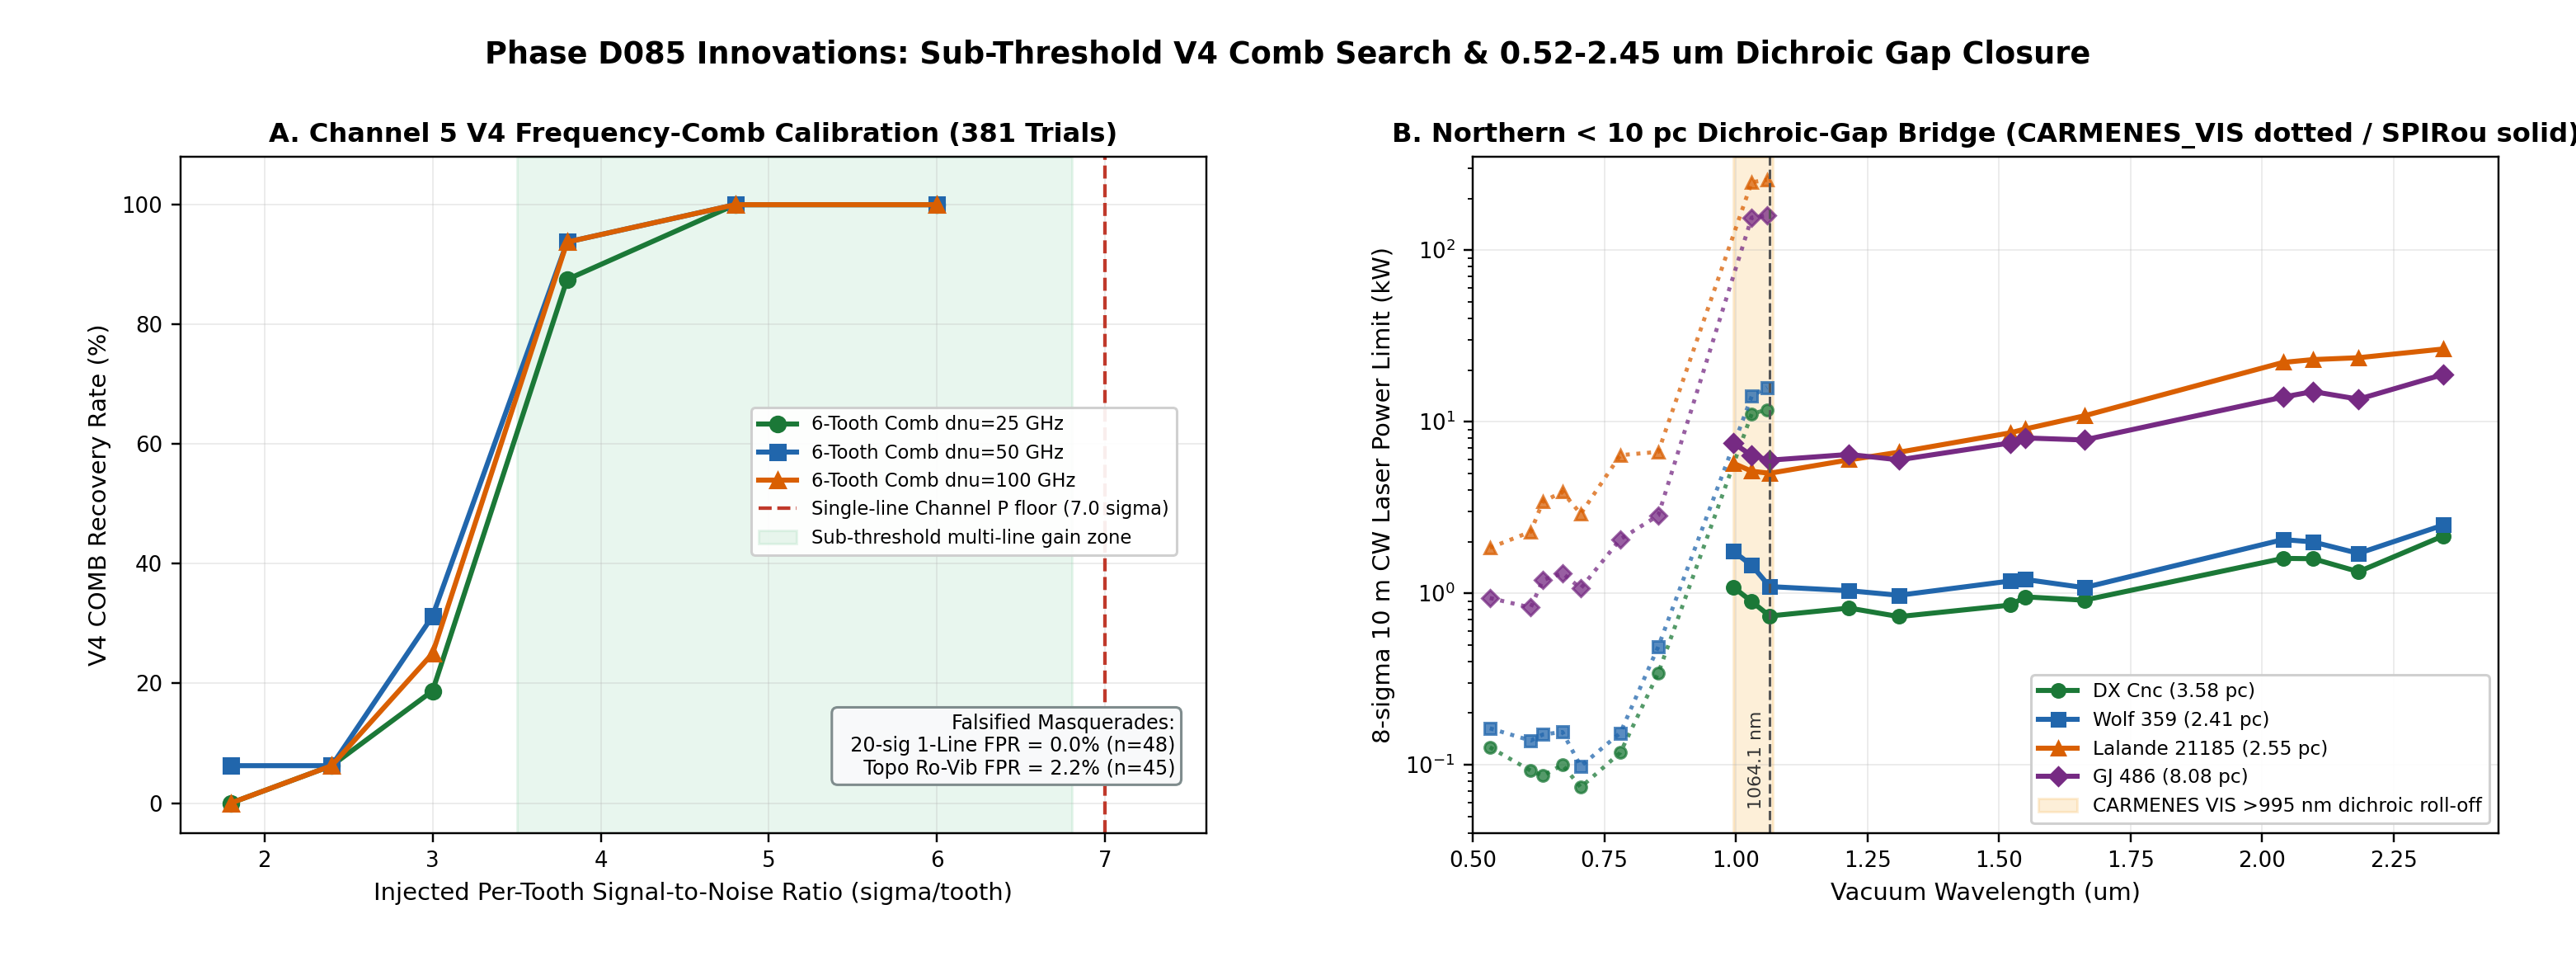 Phase D085 Innovations: Sub-Threshold V4 Comb Search & 0.52-2.45 um Dichroic Gap Closure
A. Channel 5 V4 Frequency-Comb Calibration (381 Trials)
V4 COMB Recovery Rate (%)
100
80
60
40
20
0
6-Tooth Comb dnu=25 GHz
6-Tooth Comb dnu=50 GHz
6-Tooth Comb dnu=100 GHz
Single-line Channel P floor (7.0 sigma)
Sub-threshold multi-line gain zone
Falsified Masquerades:
20-sig 1-Line FPR = 0.0% (n=48)
Topo Ro-Vib FPR = 2.2% (n=45)
2 3 4 5 6 7
Injected Per-Tooth Signal-to-Noise Ratio (sigma/tooth)
B. Northern < 10 pc Dichroic-Gap Bridge (CARMENES_VIS dotted / SPIRou solid)
8-sigma 10 m CW Laser Power Limit (kW)
10²
10¹
10⁰
10⁻¹
1064.1 nm
DX Cnc (3.58 pc)
Wolf 359 (2.41 pc)
Lalande 21185 (2.55 pc)
GJ 486 (8.08 pc)
CARMENES VIS >995 nm dichroic roll-off
0.50 0.75 1.00 1.25 1.50 1.75 2.00 2.25
Vacuum Wavelength (um)